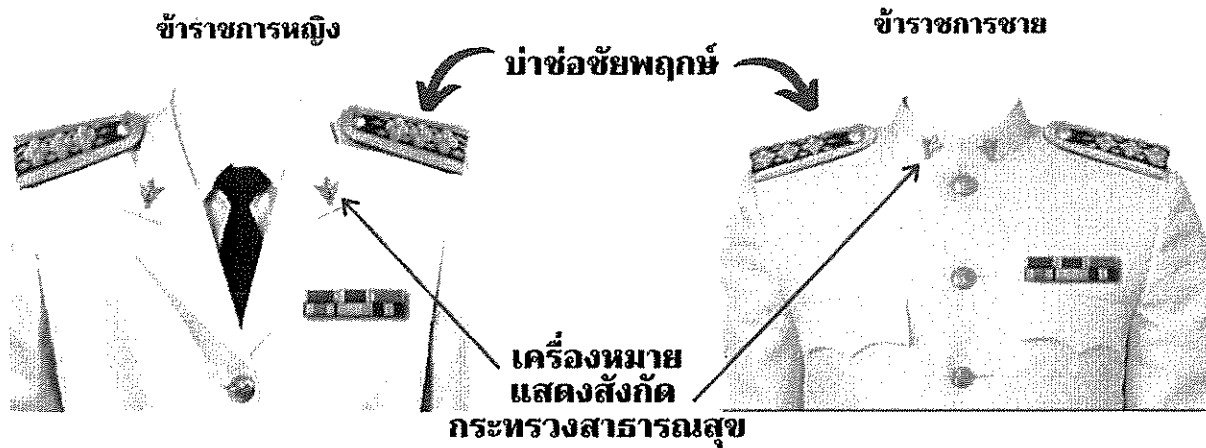 ข้าราชการหญิง
ข้าราชการชาย
บ่าช่อชัยพฤกษ์
เครื่องหมาย
แสดงสังกัด
กระทรวงสาธารณสุข